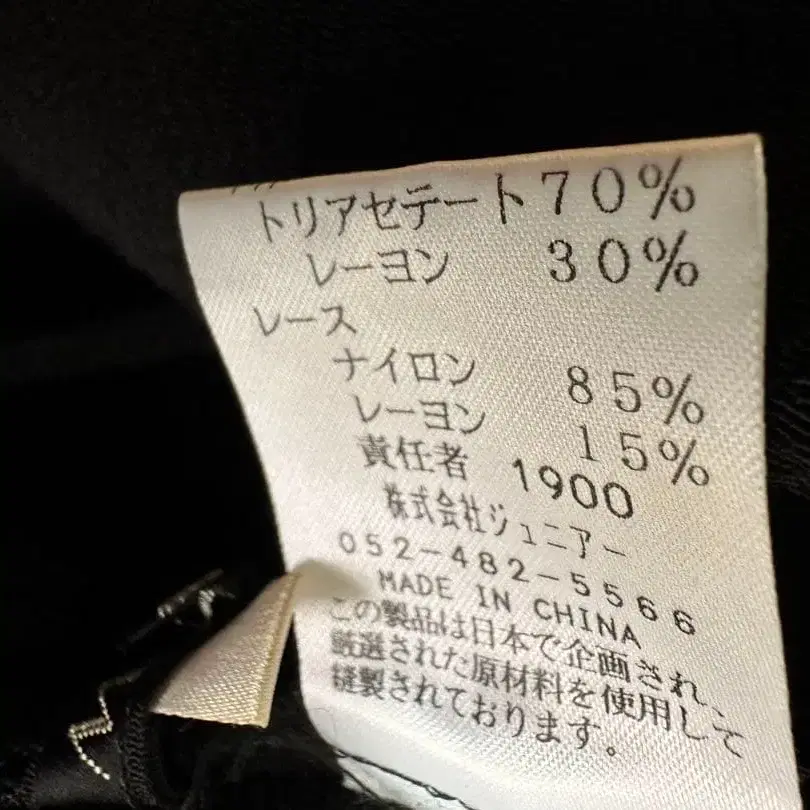 トリアセテート70%
レーヨン 30%
レース
ナイロン 85%
レーヨン 15%
責任者 1900
株式会社ジュニアー
052-482-5566
MADE IN CHINA
この製品は日本で企画され、
厳選された原材料を使用して
縫製されております。